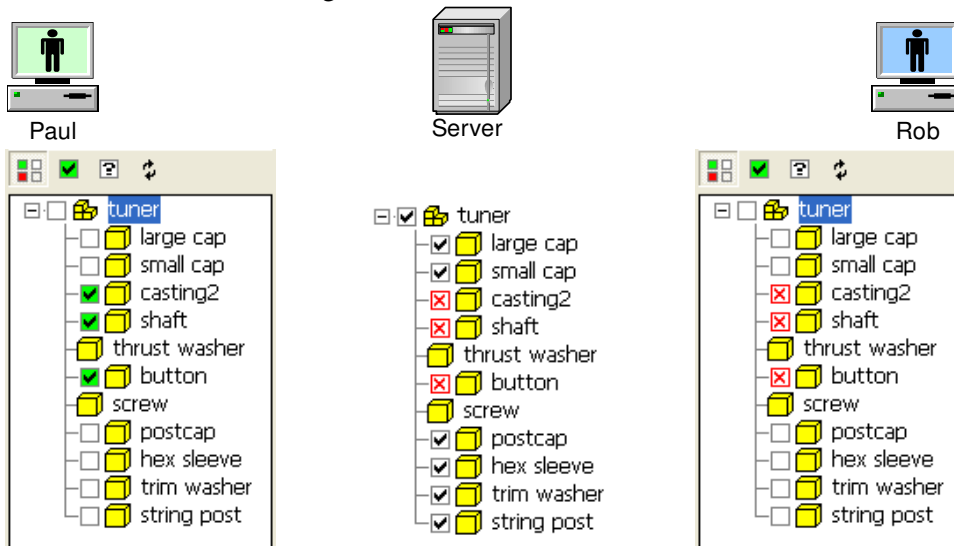 Paul
Server
Rob
tuner
large cap
small cap
casting2
shaft
thrust washer
button
screw
postcap
hex sleeve
trim washer
string post
tuner
large cap
small cap
casting2
shaft
thrust washer
button
screw
postcap
hex sleeve
trim washer
string post
tuner
large cap
small cap
casting2
shaft
thrust washer
button
screw
postcap
hex sleeve
trim washer
string post